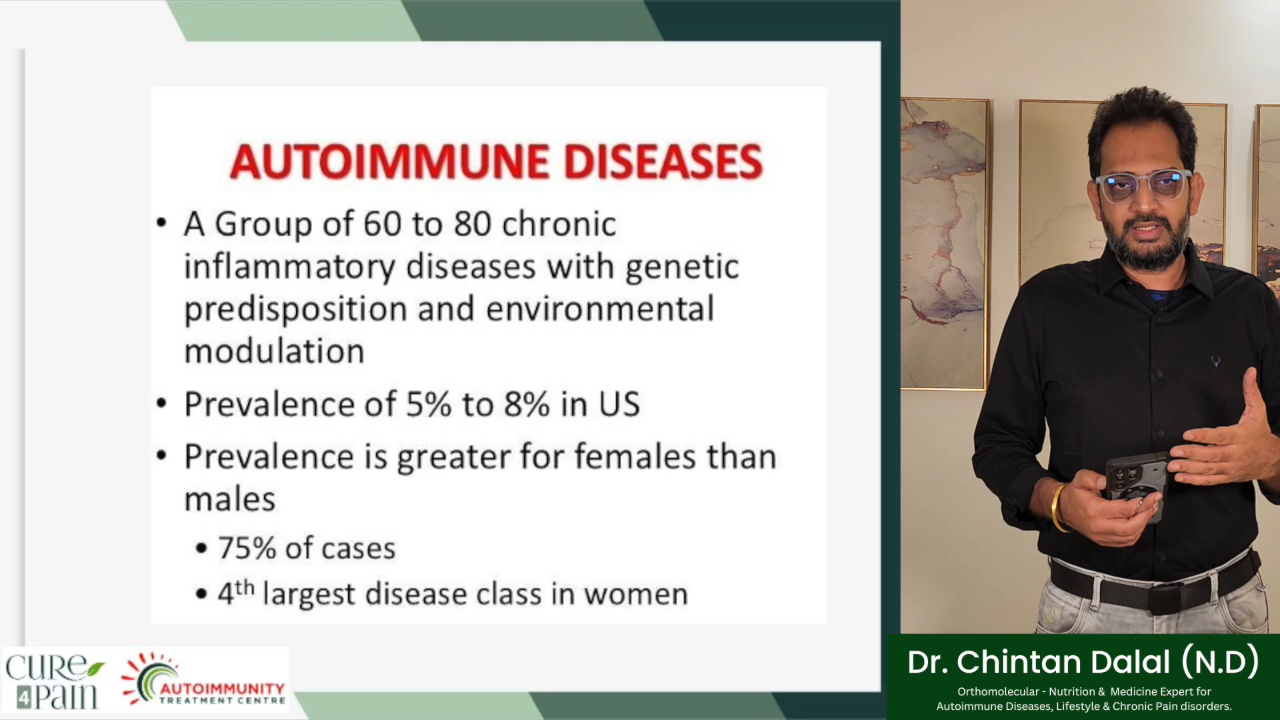 AUTOIMMUNE DISEASES
• A Group of 60 to 80 chronic
inflammatory diseases with genetic
predisposition and environmental
modulation
• Prevalence of 5% to 8% in US
• Prevalence is greater for females than
males
• 75% of cases
• 4th largest disease class in women
CURE
4 PAIN
AUTOIMMUNITY
TREATMENT CENTRE
Dr. Chintan Dalal (N.D)
Orthomolecular - Nutrition & Medicine Expert for
Autoimmune Diseases, Lifestyle & Chronic Pain disorders.